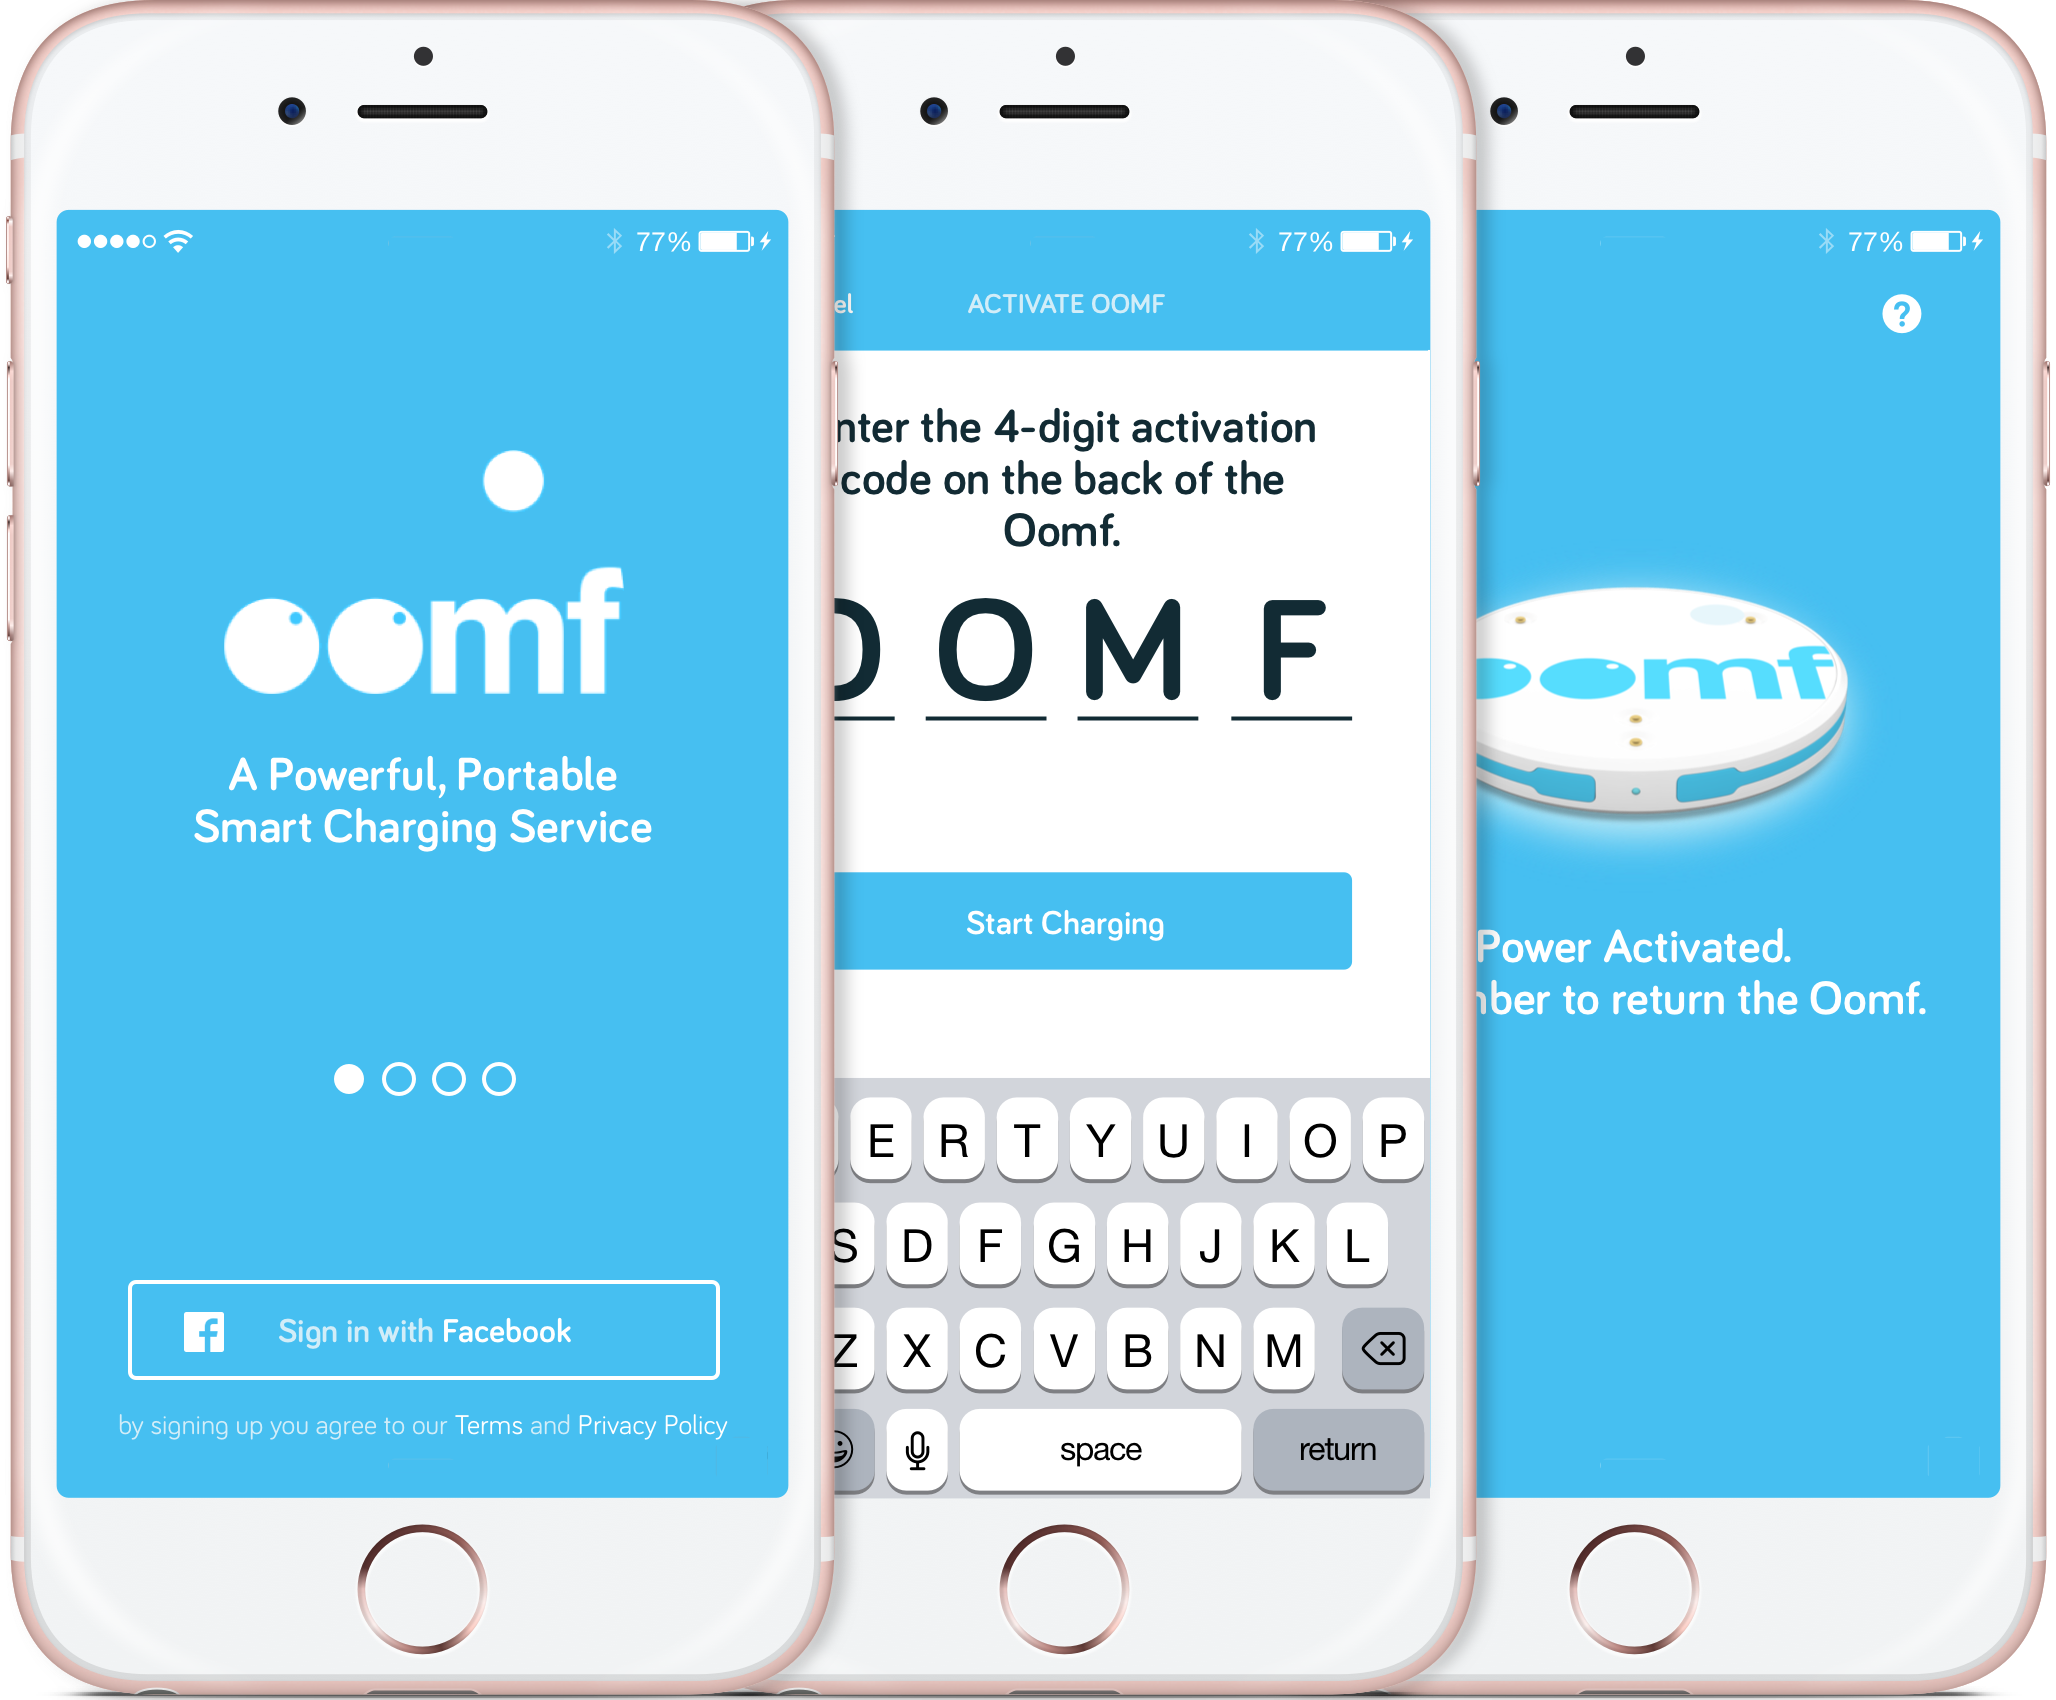 77%
oomf
A Powerful, Portable
Smart Charging Service
Sign in with Facebook
by signing up you agree to our Terms and Privacy Policy
77%
el ACTIVATE OOMF
nter the 4-digit activation
code on the back of the
Oomf.
O O M F
Start Charging
E R T Y U I O P
S D F G H J K L
Z X C V B N M
space return
77%
?
oomf
Power Activated.
ber to return the Oomf.